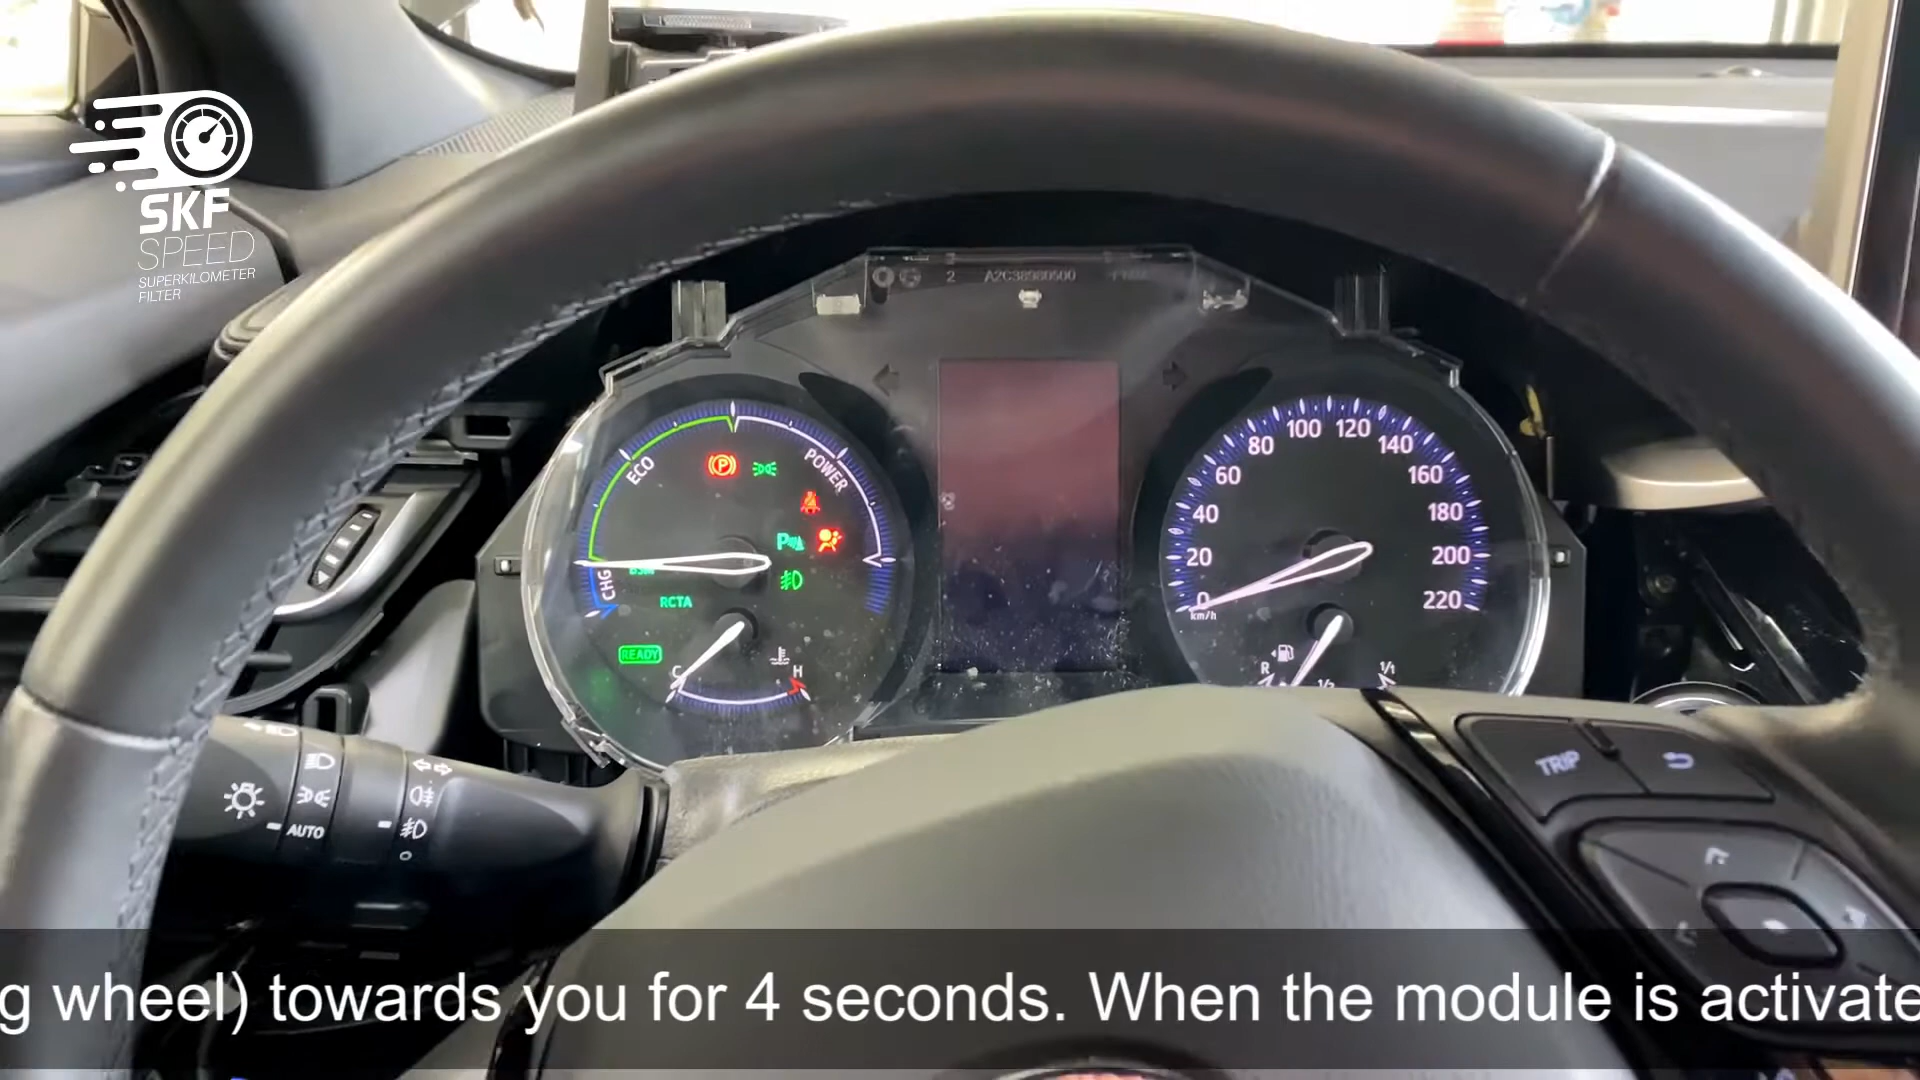 SKF
SPEED
SUPERKILOMETER
FILTER
2 A2C38980500
ECO
POWER
CHG
P
RCTA
READY
C
H
0
20
40
60
80
100
120
140
160
180
200
220
km/h
R
1/2
1/1
AUTO
TRIP
g wheel) towards you for 4 seconds. When the module is activate